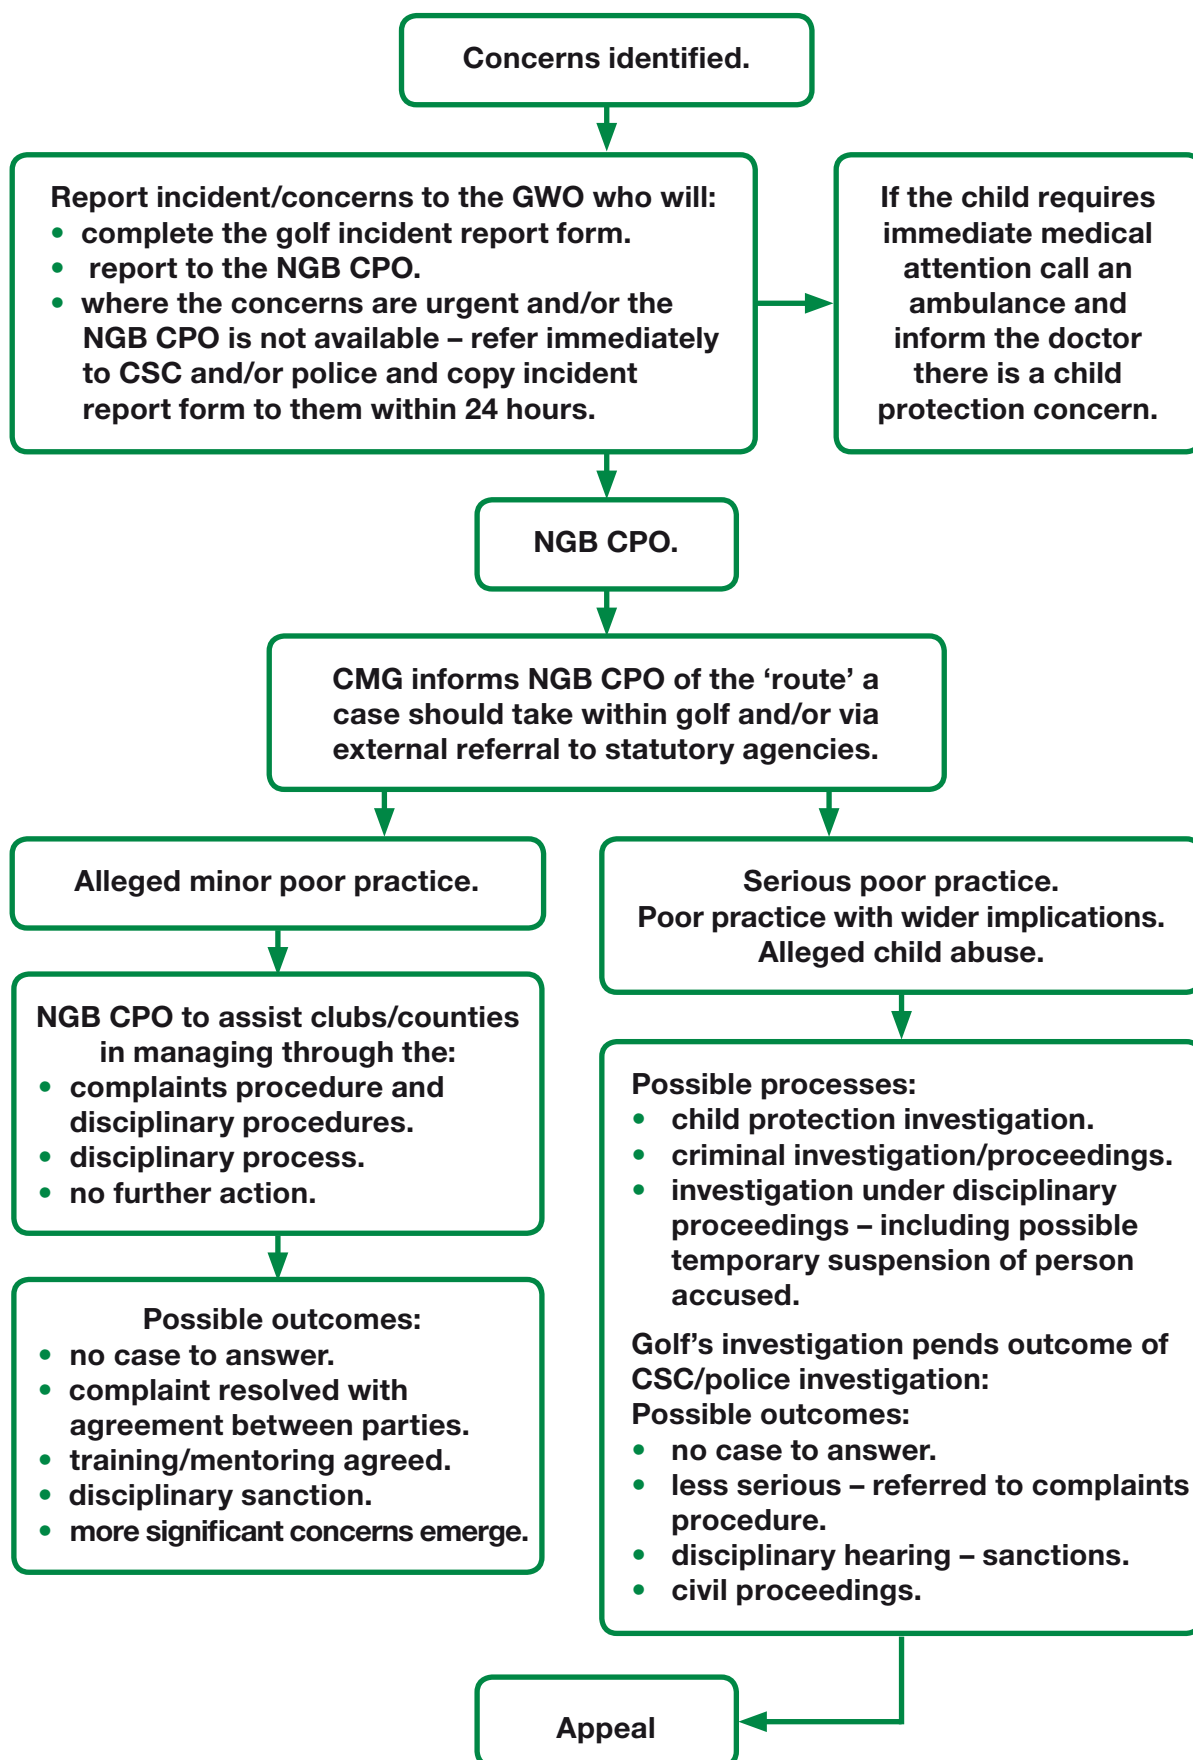 Concerns identified.
Report incident/concerns to the GWO who will:
• complete the golf incident report form.
• report to the NGB CPO.
• where the concerns are urgent and/or the
NGB CPO is not available – refer immediately
to CSC and/or police and copy incident
report form to them within 24 hours.
If the child requires
immediate medical
attention call an
ambulance and
inform the doctor
there is a child
protection concern.
NGB CPO.
CMG informs NGB CPO of the ‘route’ a
case should take within golf and/or via
external referral to statutory agencies.
Alleged minor poor practice.
NGB CPO to assist clubs/counties
in managing through the:
• complaints procedure and
disciplinary procedures.
• disciplinary process.
• no further action.
Possible outcomes:
• no case to answer.
• complaint resolved with
agreement between parties.
• training/mentoring agreed.
• disciplinary sanction.
• more significant concerns emerge.
Serious poor practice.
Poor practice with wider implications.
Alleged child abuse.
Possible processes:
• child protection investigation.
• criminal investigation/proceedings.
• investigation under disciplinary
proceedings – including possible
temporary suspension of person
accused.
Golf’s investigation pends outcome of
CSC/police investigation:
Possible outcomes:
• no case to answer.
• less serious – referred to complaints
procedure.
• disciplinary hearing – sanctions.
• civil proceedings.
Appeal